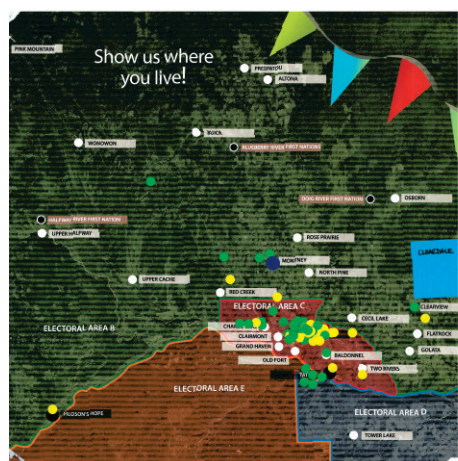 PINK MOUNTAIN
Show us where
you live!
PRESPATOU
ALTONA
BUICK
WONOWON
BLUEBERRY RIVER FIRST NATIONS
DOIG RIVER FIRST NATION
OSBORN
HALFWAY RIVER FIRST NATION
UPPER HALFWAY
ROSE PRAIRIE
CLEARDALE
MONTNEY
NORTH PINE
UPPER CACHE
RED CREEK
ELECTORAL AREA C
CLEARVIEW
CECIL LAKE
ELECTORAL AREA B
FLATROCK
CLAIRMONT
GRAND HAVEN
GOLATA
OLD FORT
BALDONNEL
TWO RIVERS
ELECTORAL AREA E
HUDSON'S HOPE
ELECTORAL AREA D
TOWER LAKE